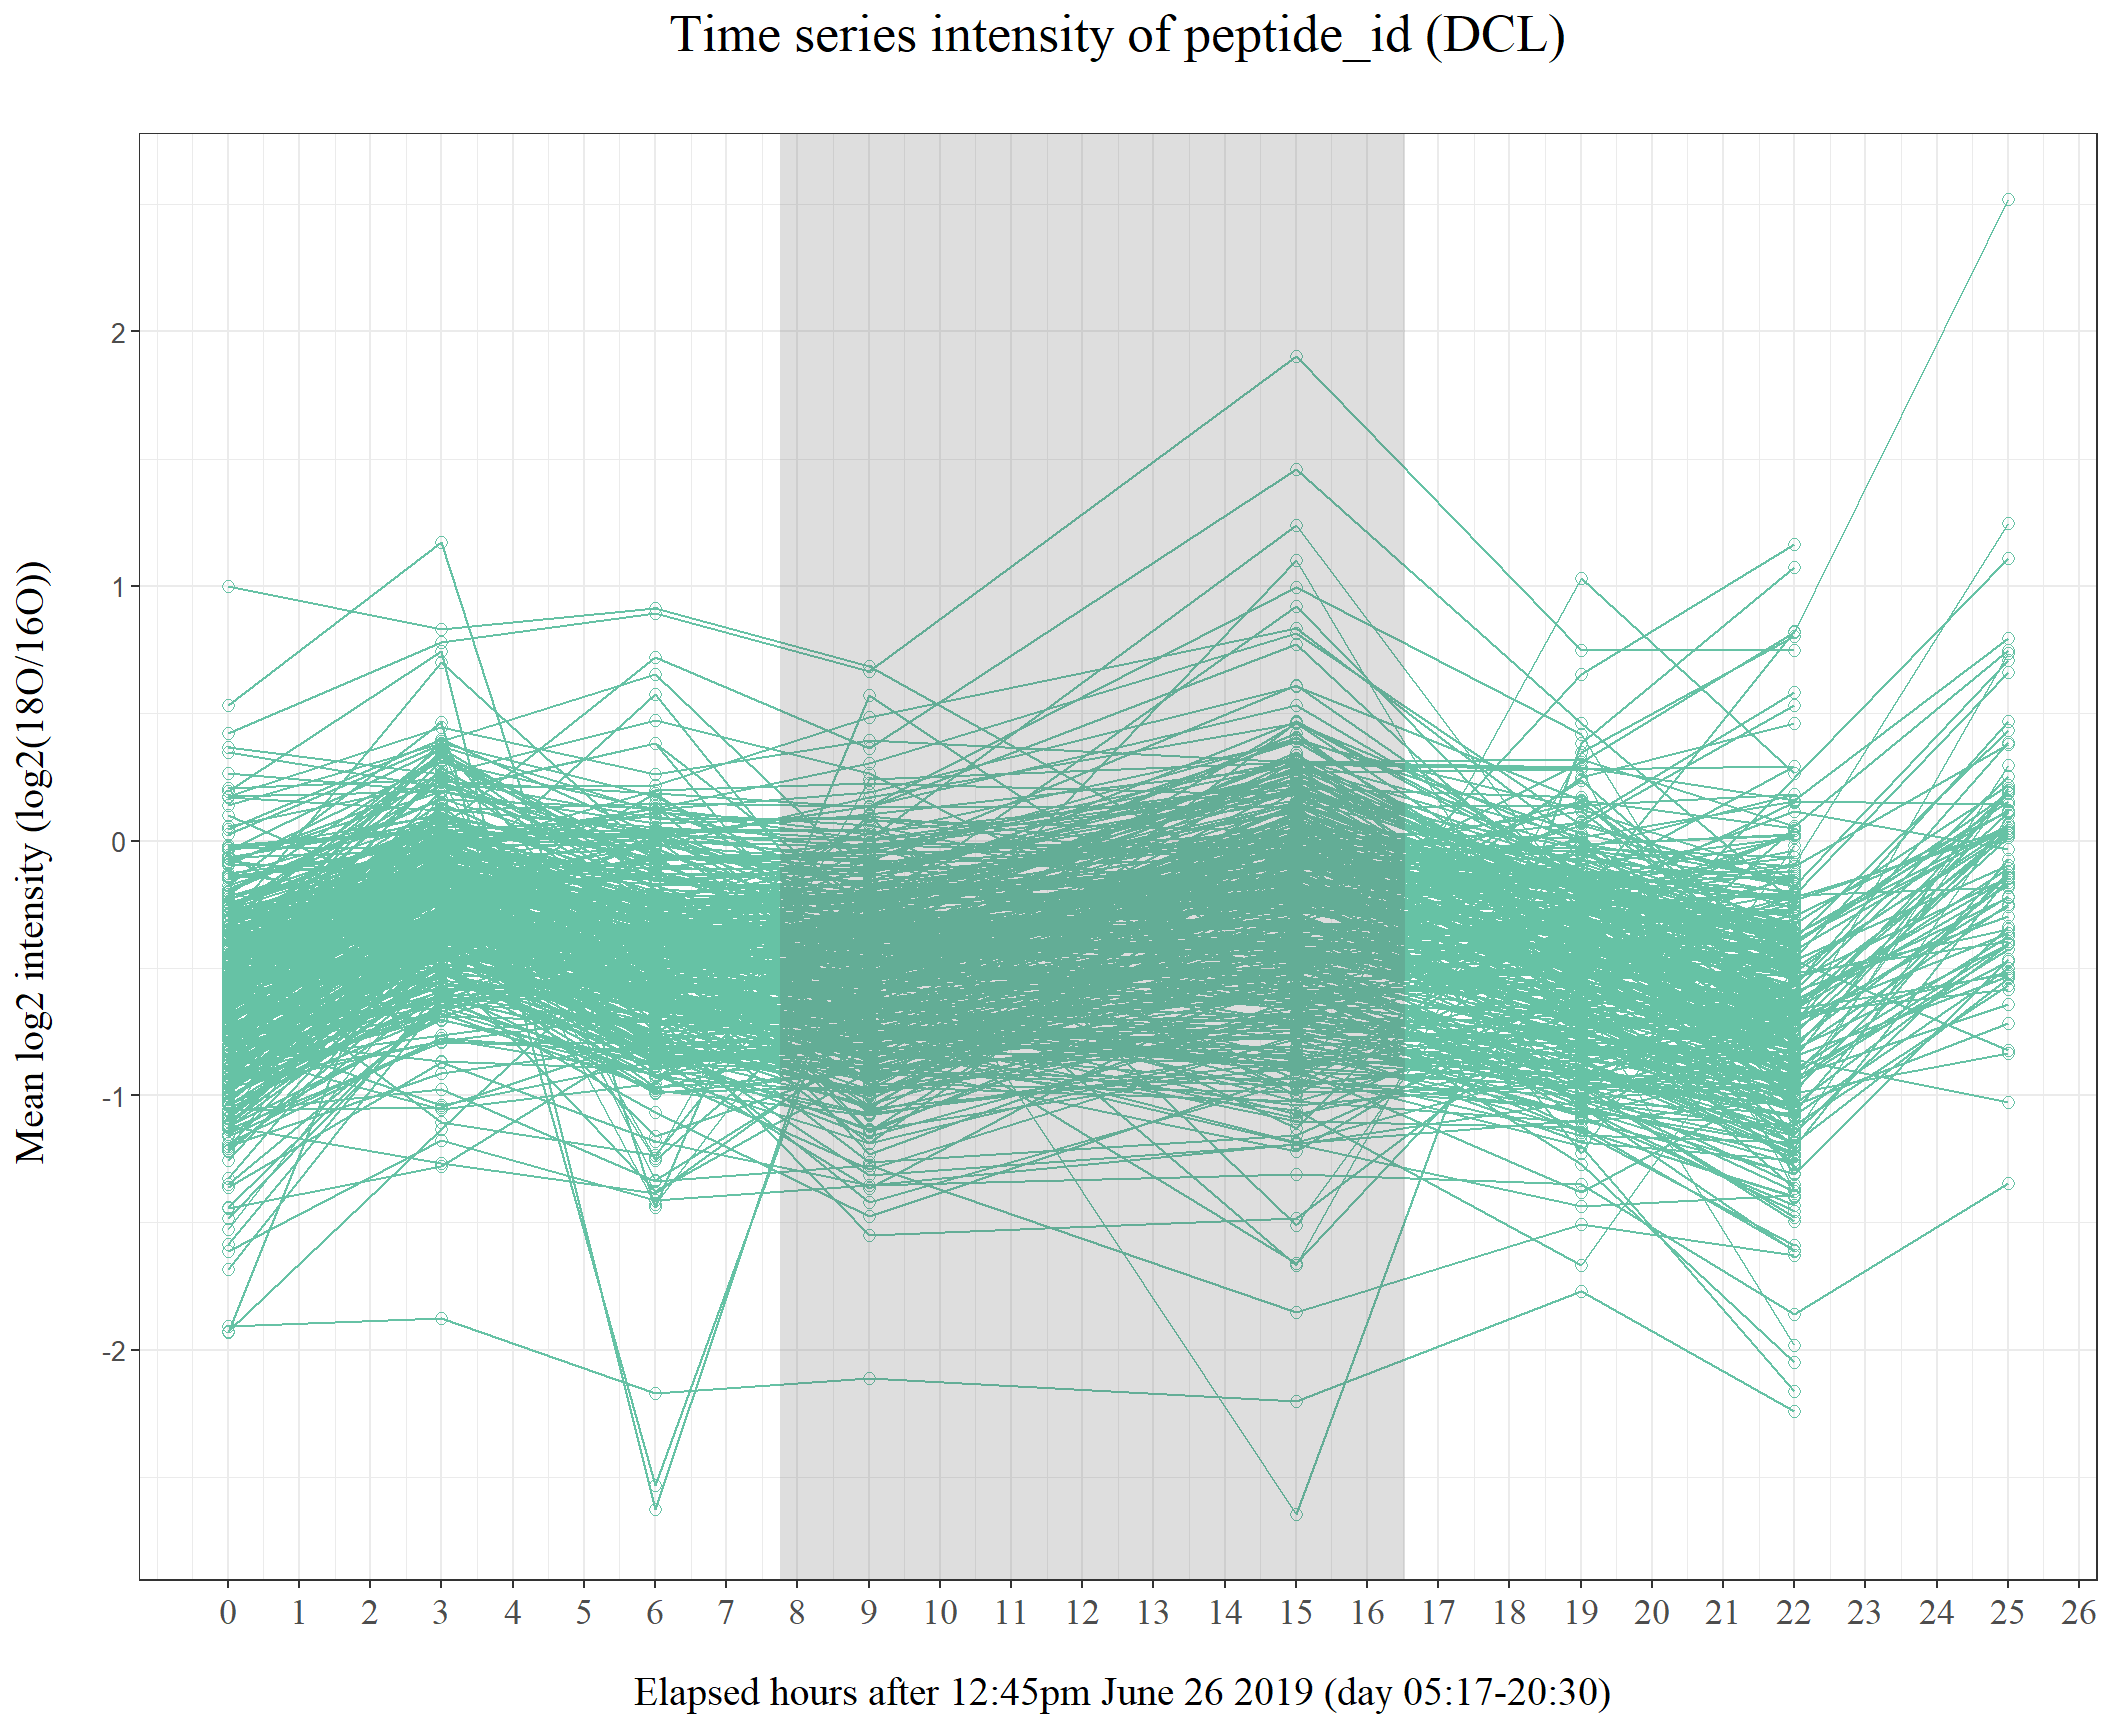 Time series intensity of peptide_id (DCL)
Mean log2 intensity (log2(18O/16O))
2
1
0
-1
-2
0 1 2 3 4 5 6 7 8 9 10 11 12 13 14 15 16 17 18 19 20 21 22 23 24 25 26
Elapsed hours after 12:45pm June 26 2019 (day 05:17-20:30)